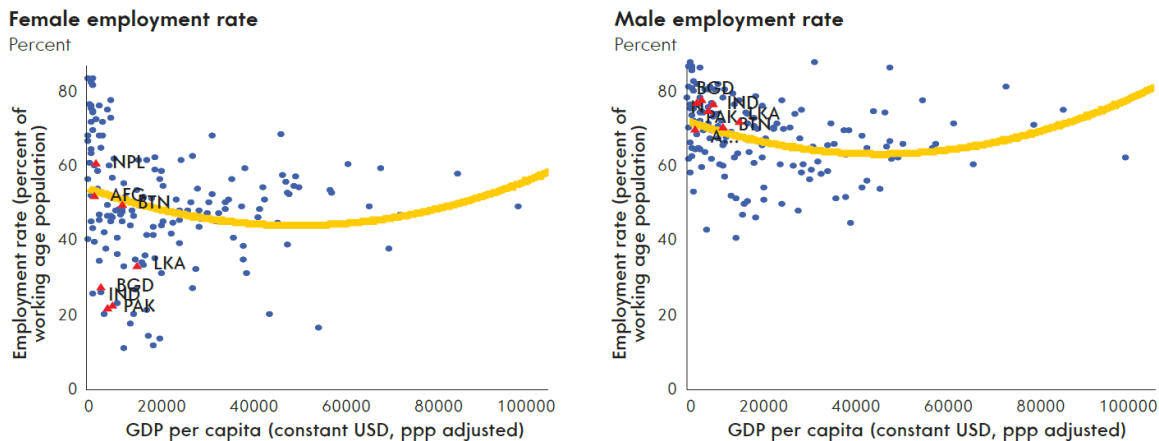 Female employment rate
Percent
Employment rate (percent of
working age population)
80
60
40
20
0
NPL
AFG
BTN
LKA
BGD
IND
PAK
0 20000 40000 60000 80000 100000
GDP per capita (constant USD, ppp adjusted)
Male employment rate
Percent
Employment rate (percent of
working age population)
80
60
40
20
0
BGD
IND
PAK
LKA
BTN
A...
0 20000 40000 60000 80000 100000
GDP per capita (constant USD, ppp adjusted)